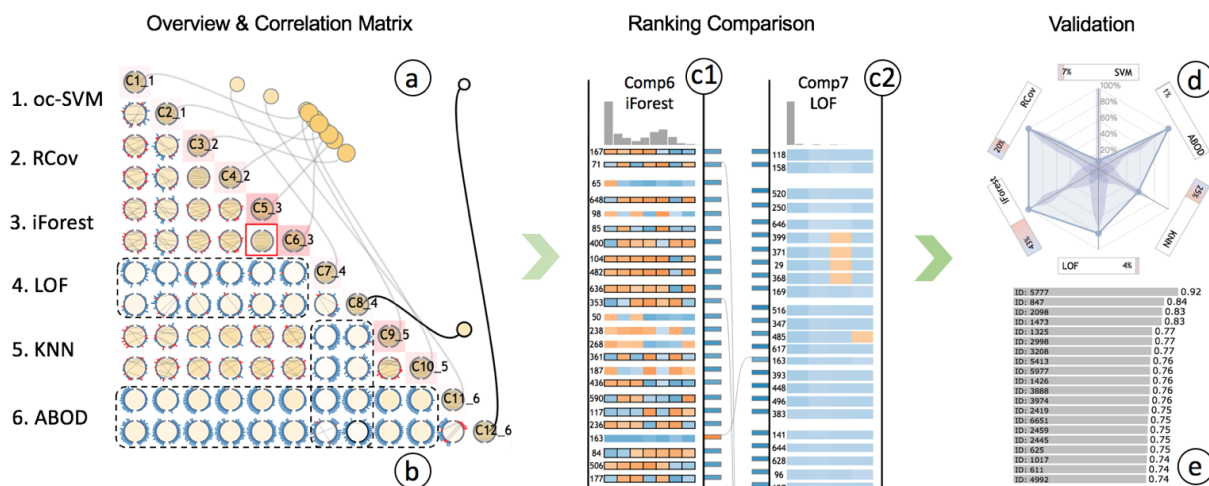 Overview & Correlation Matrix
Ranking Comparison
Validation
a
1. oc-SVM
2. RCov
3. iForest
4. LOF
5. KNN
6. ABOD
C1_1
C2_1
C3_2
C4_2
C5_3
C6_3
C7_4
C8_4
C9_5
C10_5
C11_6
C12_6
b
Comp6
iForest
c1
167
71
65
648
98
85
400
104
482
636
353
50
238
268
361
187
436
590
117
236
163
84
506
177
Comp7
LOF
c2
118
158
520
250
646
399
371
29
368
169
516
347
485
617
163
393
448
496
383
141
644
628
96
d
7% SVM
1% ABOD
25% KNN
LOF 4%
iForest 43%
RCov 20%
100%
80%
60%
40%
20%
ID: 5777 0.92
ID: 847 0.84
ID: 2098 0.83
ID: 1473 0.83
ID: 1325 0.77
ID: 2998 0.77
ID: 3208 0.77
ID: 5413 0.76
ID: 5977 0.76
ID: 1426 0.76
ID: 3888 0.76
ID: 3974 0.76
ID: 2419 0.75
ID: 6651 0.75
ID: 2459 0.75
ID: 2445 0.75
ID: 625 0.75
ID: 1017 0.74
ID: 611 0.74
ID: 4992 0.74
e